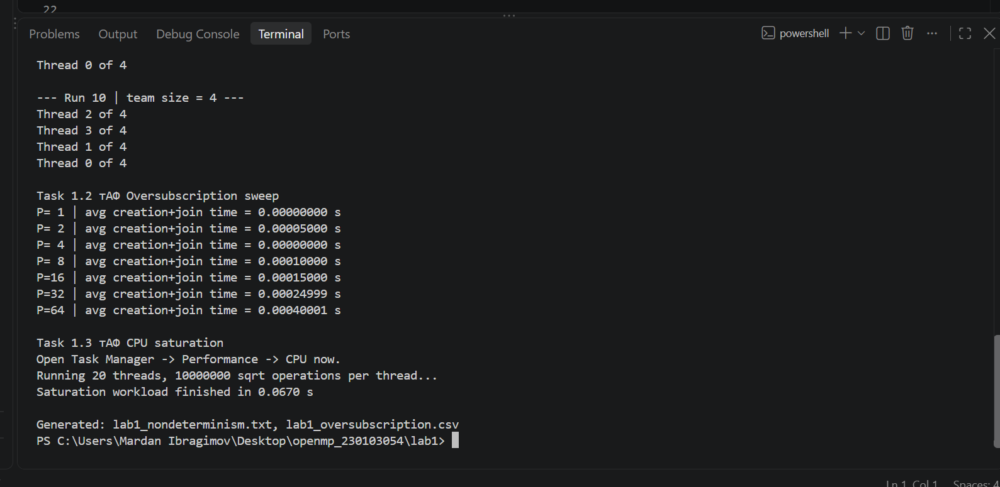 22
Problems Output Debug Console Terminal Ports powershell
Thread 0 of 4
--- Run 10 | team size = 4 ---
Thread 2 of 4
Thread 3 of 4
Thread 1 of 4
Thread 0 of 4
Task 1.2 тАФ Oversubscription sweep
P= 1 | avg creation+join time = 0.00000000 s
P= 2 | avg creation+join time = 0.00005000 s
P= 4 | avg creation+join time = 0.00000000 s
P= 8 | avg creation+join time = 0.00010000 s
P=16 | avg creation+join time = 0.00015000 s
P=32 | avg creation+join time = 0.00024999 s
P=64 | avg creation+join time = 0.00040001 s
Task 1.3 тАФ CPU saturation
Open Task Manager -> Performance -> CPU now.
Running 20 threads, 10000000 sqrt operations per thread...
Saturation workload finished in 0.0670 s
Generated: lab1_nondeterminism.txt, lab1_oversubscription.csv
PS C:\Users\Mardan Ibragimov\Desktop\openmp_230103054\lab1>
Ln 1, Col 1 Spaces: 4